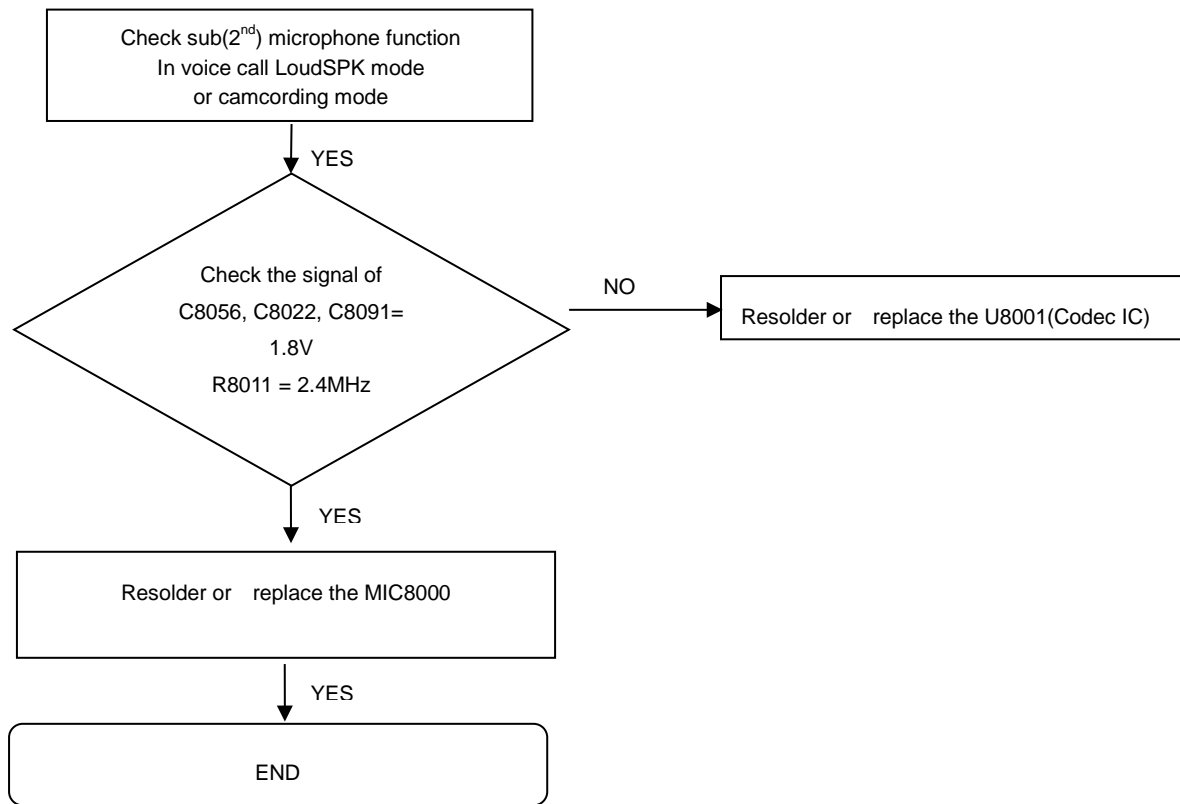 Check sub(2nd) microphone function
In voice call LoudSPK mode
or camcording mode
YES
Check the signal of
C8056, C8022, C8091=
1.8V
R8011 = 2.4MHz
NO
Resolder or replace the U8001(Codec IC)
YES
Resolder or replace the MIC8000
YES
END